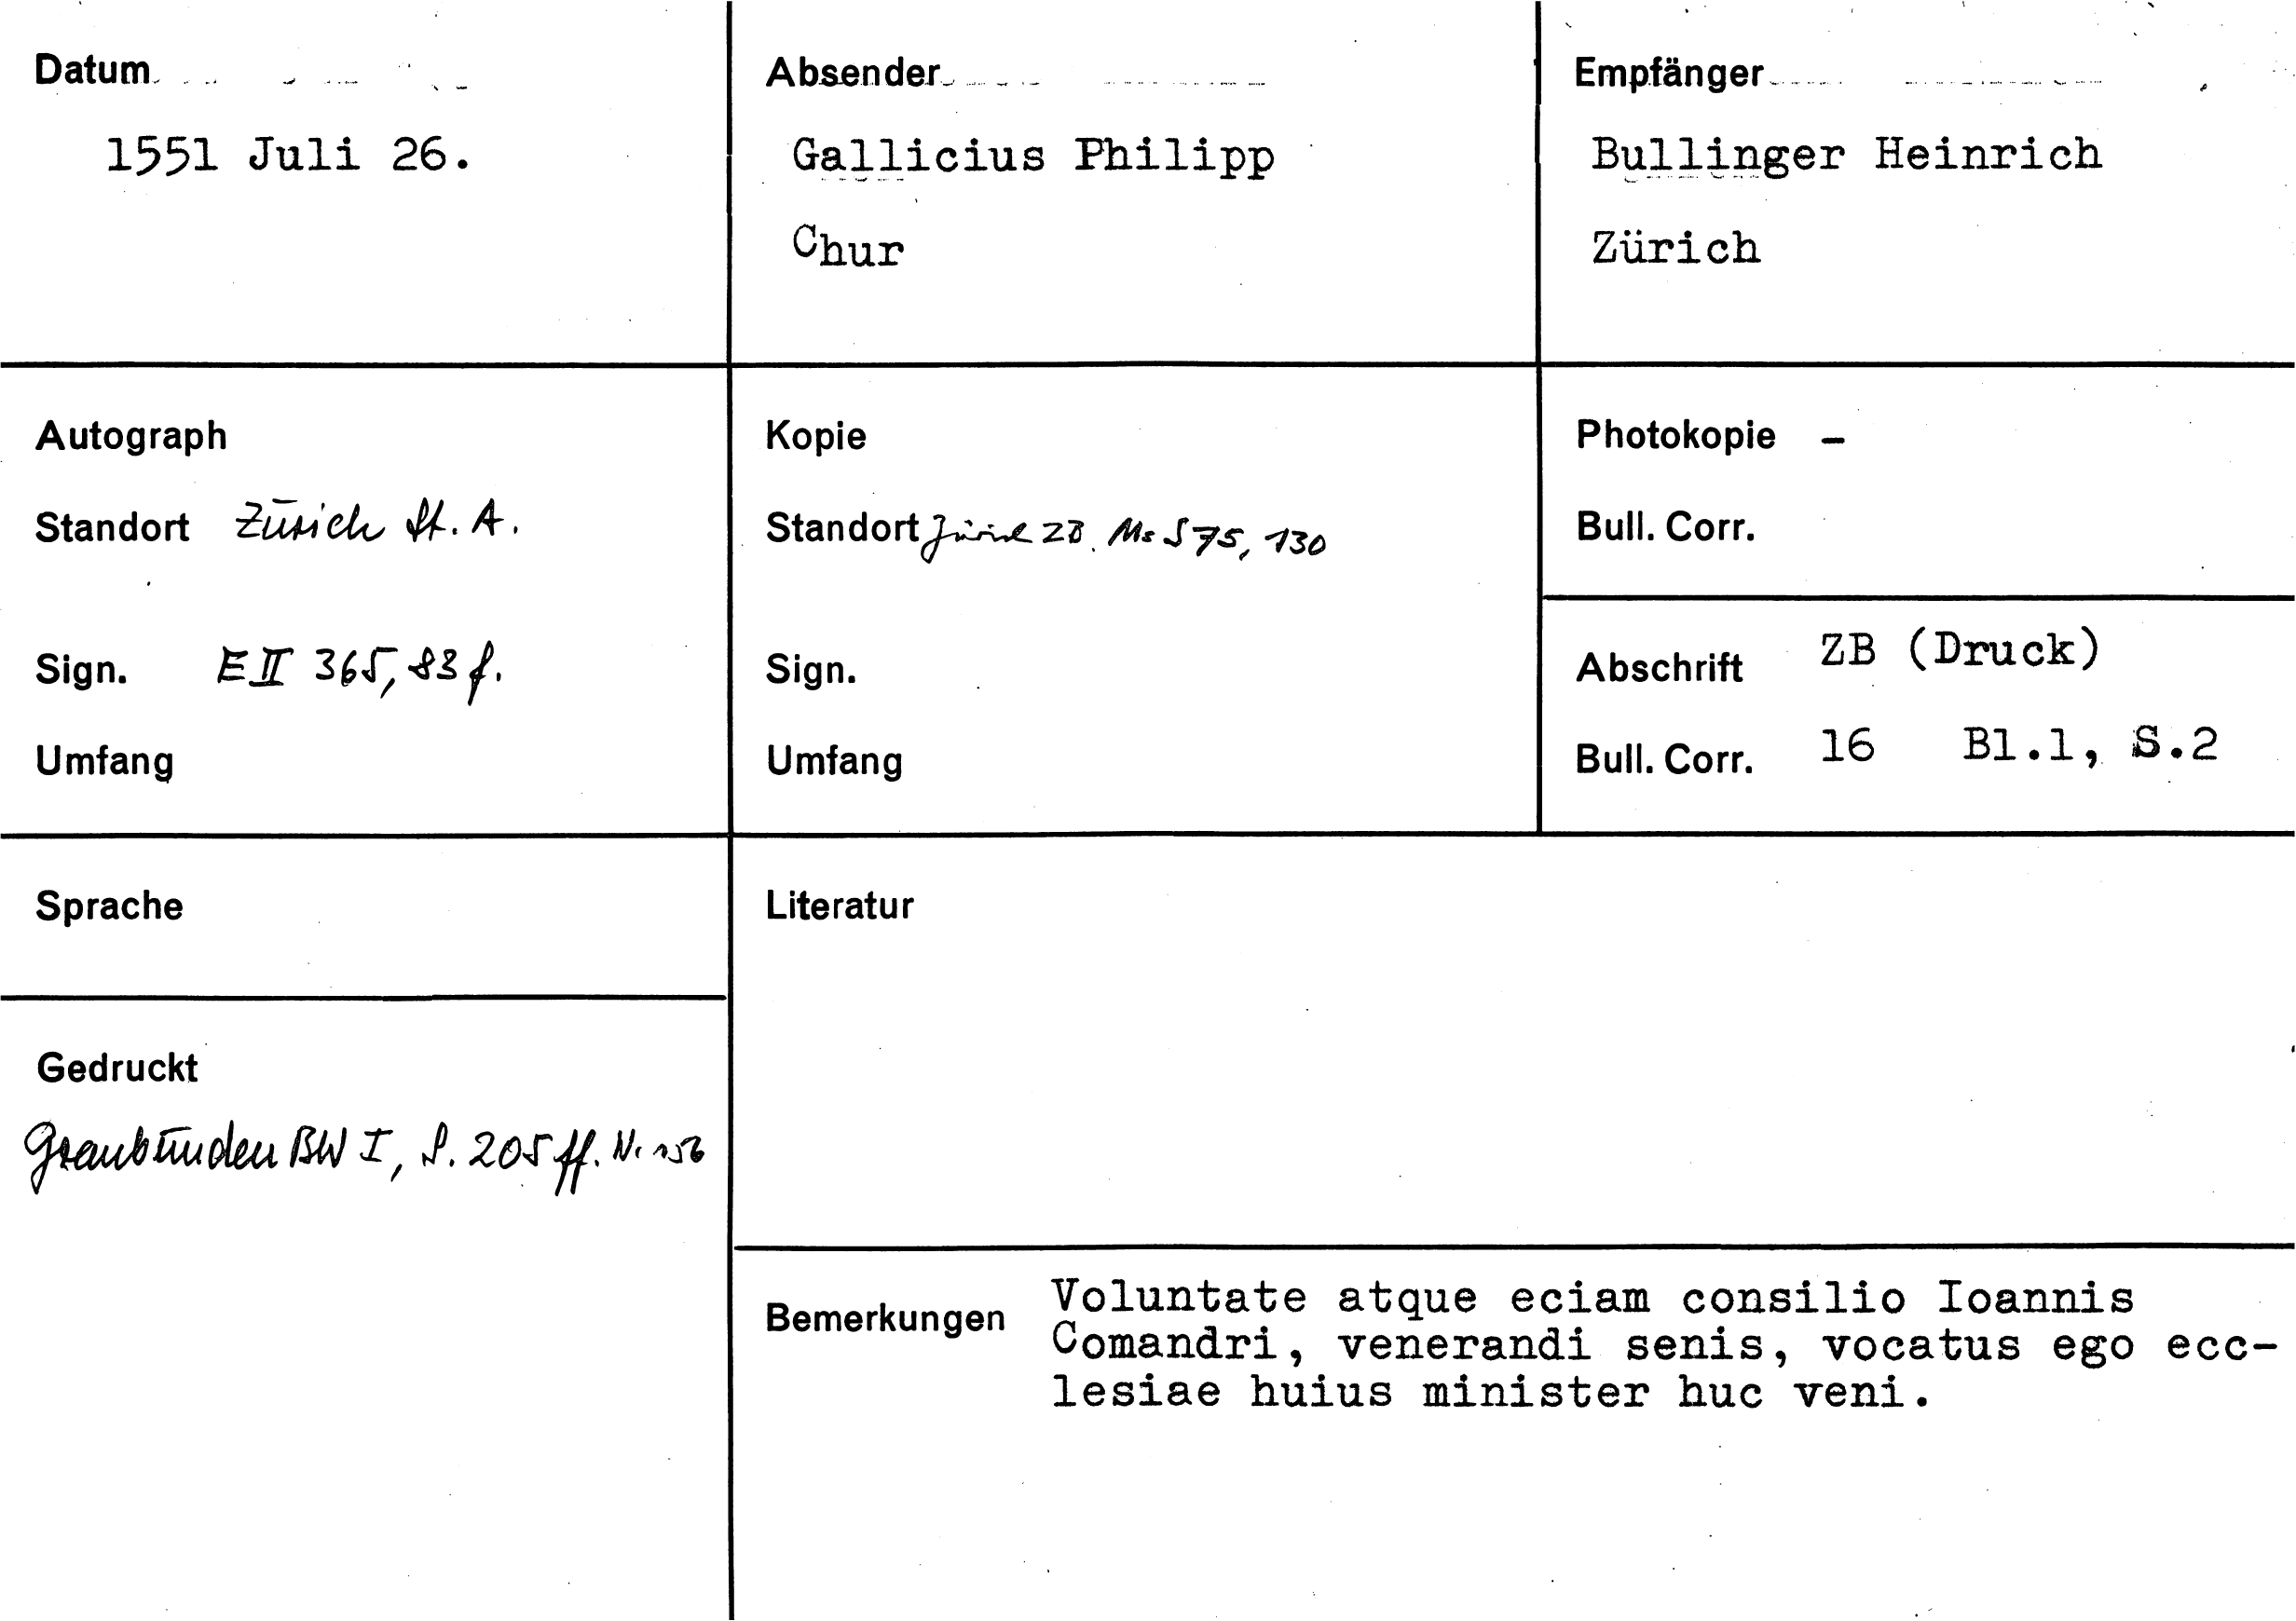 Datum
1551 Juli 26.
Absender
Gallicius Philipp
Chur
Empfänger
Bullinger Heinrich
Zürich
Autograph
Standort Zürich St. A.
Sign. E II 365, 83 f.
Umfang
Kopie
Standort Zürich ZB. Ms S 75, 130
Sign.
Umfang
Photokopie -
Bull. Corr.
Abschrift ZB (Druck)
Bull. Corr. 16 Bl.1, S.2
Sprache
Literatur
Gedruckt
Graubünden BW I, S. 205 ff. Nr
Bemerkungen Voluntate atque eciam consilio Ioannis
Comandri, venerandi senis, vocatus ego ecc-
lesiae huius minister huc veni.